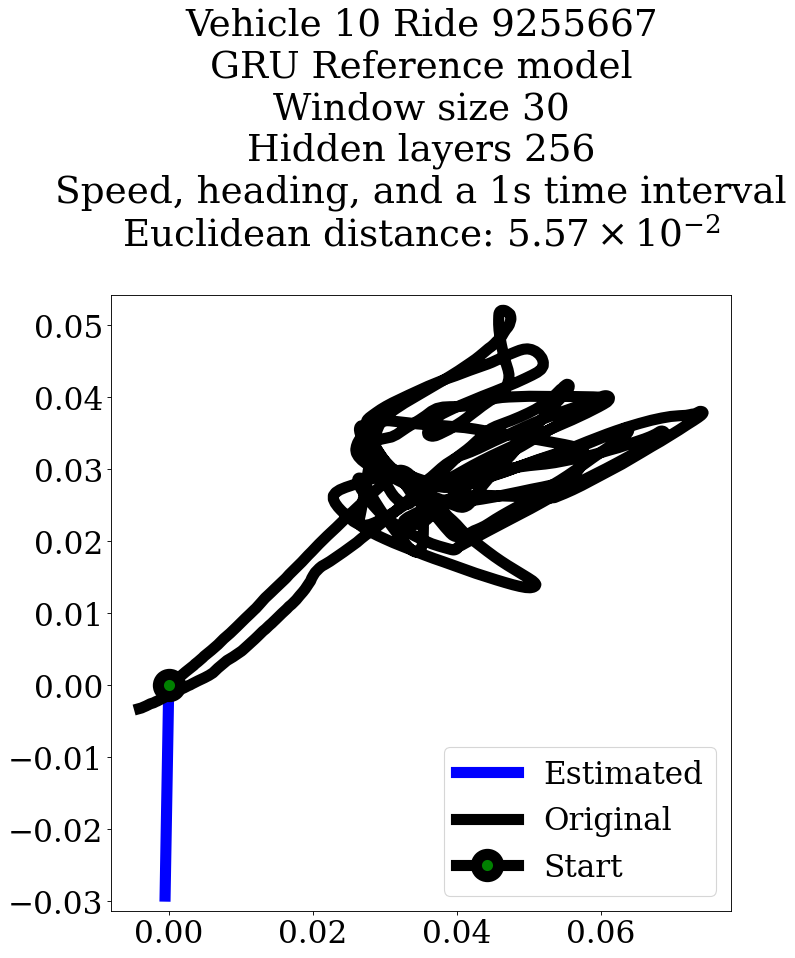 Vehicle 10 Ride 9255667
GRU Reference model
Window size 30
Hidden layers 256
Speed, heading, and a 1s time interval
Euclidean distance: 5.57 × 10⁻²
0.05
0.04
0.03
0.02
0.01
0.00
−0.01
−0.02
−0.03
Estimated
Original
Start
0.00 0.02 0.04 0.06